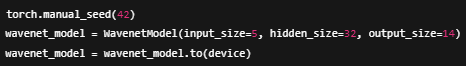 torch.manual_seed(42)
wavenet_model = WavenetModel(input_size=5, hidden_size=32, output_size=14)
wavenet_model = wavenet_model.to(device)